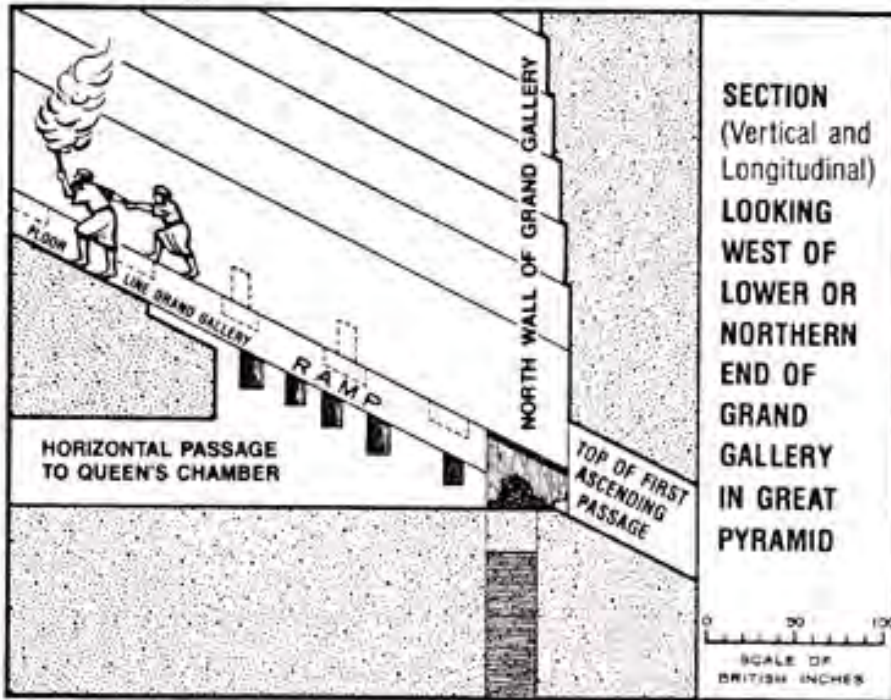 NORTH WALL OF GRAND GALLERY
FLOOR
LINE GRAND GALLERY
RAMP
HORIZONTAL PASSAGE
TO QUEEN'S CHAMBER
TOP OF FIRST
ASCENDING
PASSAGE
SECTION
(Vertical and
Longitudinal)
LOOKING
WEST OF
LOWER OR
NORTHERN
END OF
GRAND
GALLERY
IN GREAT
PYRAMID
0 50 100
SCALE OF
BRITISH INCHES